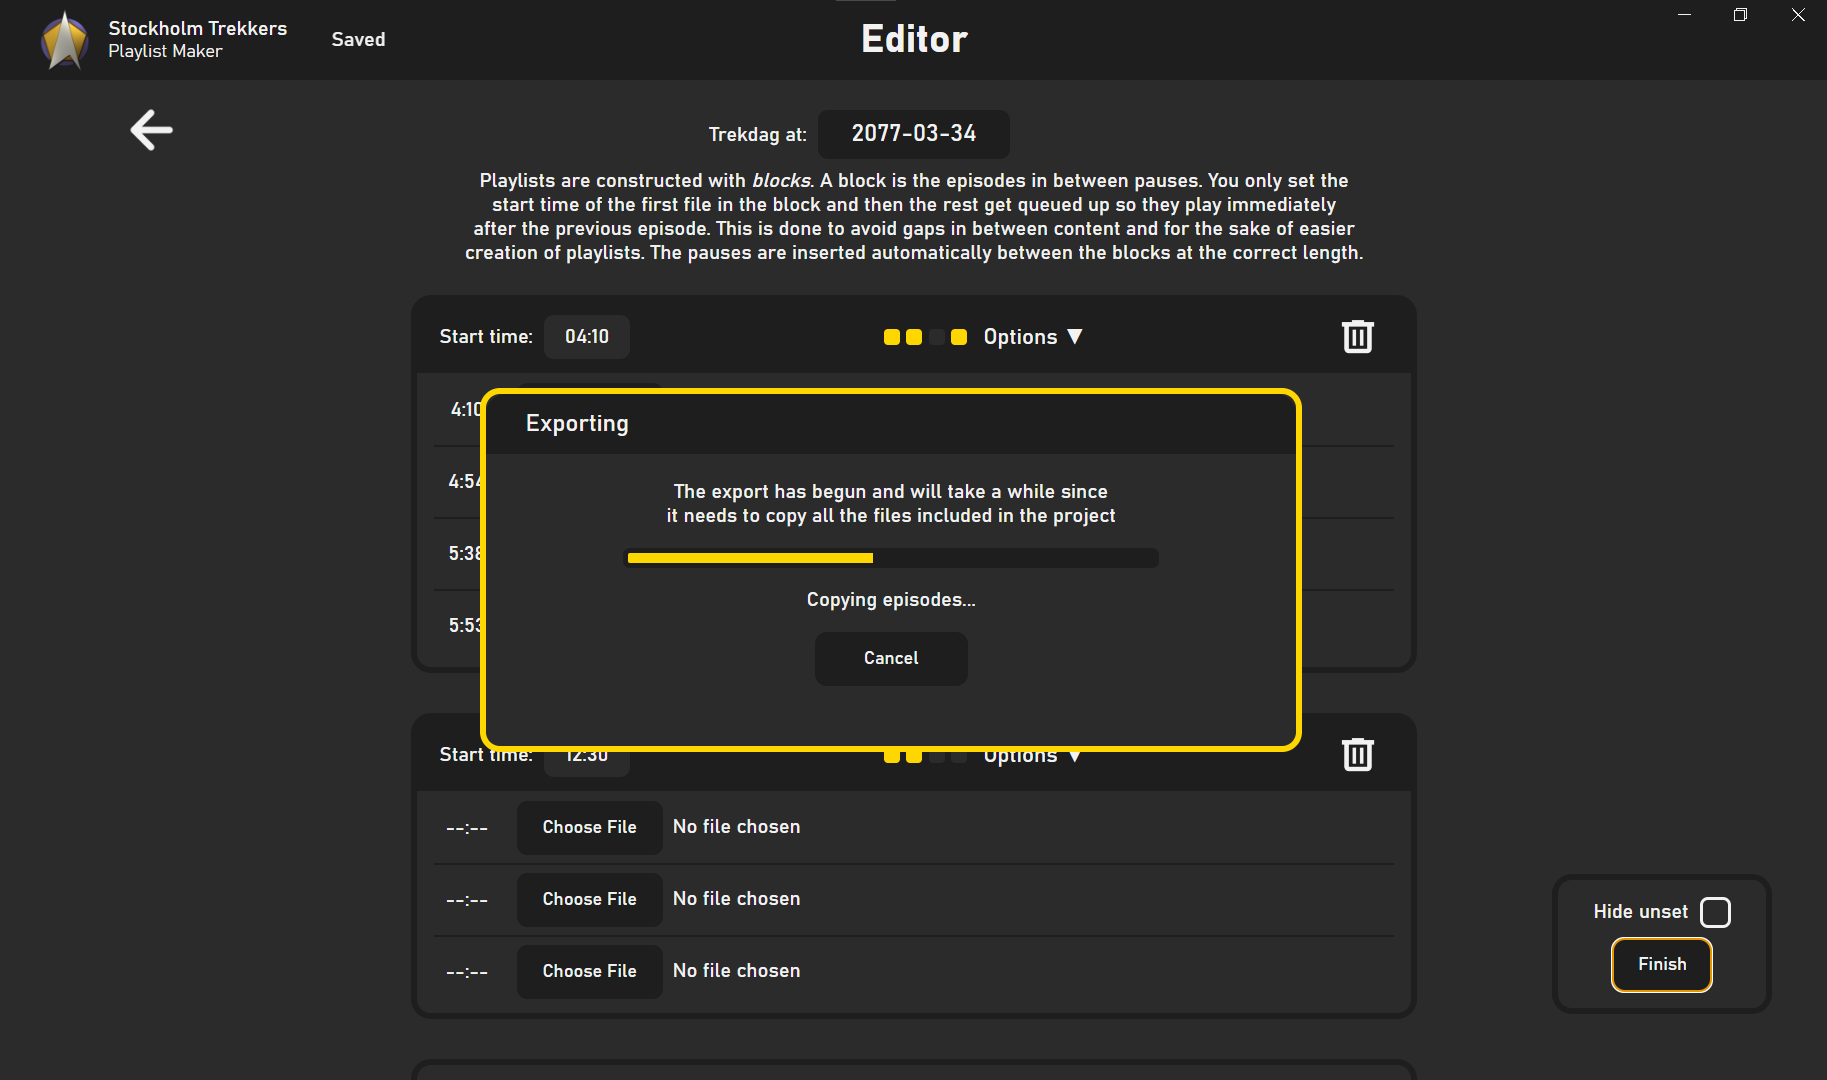 Stockholm Trekkers
Playlist Maker
Saved
Editor
Trekdag at: 2077-03-34
Playlists are constructed with blocks. A block is the episodes in between pauses. You only set the
start time of the first file in the block and then the rest get queued up so they play immediately
after the previous episode. This is done to avoid gaps in between content and for the sake of easier
creation of playlists. The pauses are inserted automatically between the blocks at the correct length.
Start time: 04:10 Options ▼
4:10
4:54
5:38
5:53
Exporting
The export has begun and will take a while since
it needs to copy all the files included in the project
Copying episodes...
Cancel
Start time: 12:30 Options ▼
--:-- Choose File No file chosen
--:-- Choose File No file chosen
--:-- Choose File No file chosen
Hide unset
Finish